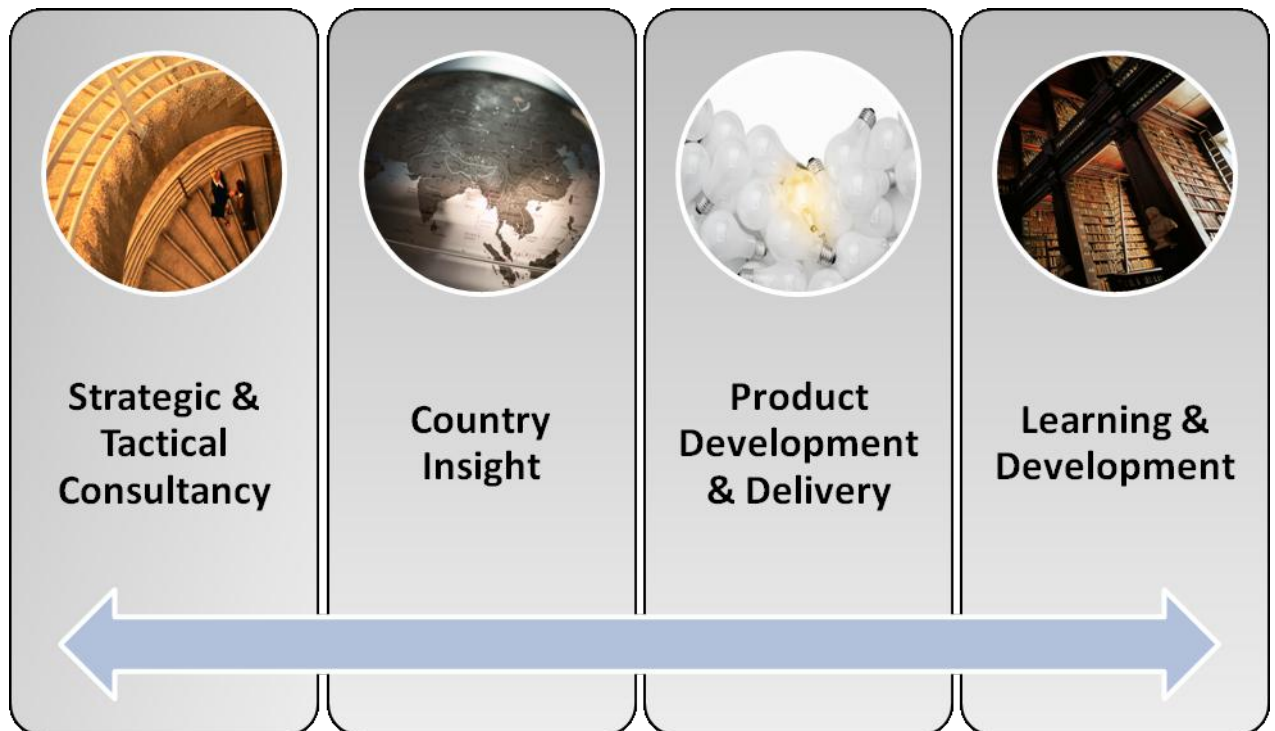 Strategic &
Tactical
Consultancy
Country
Insight
Product
Development
& Delivery
Learning &
Development